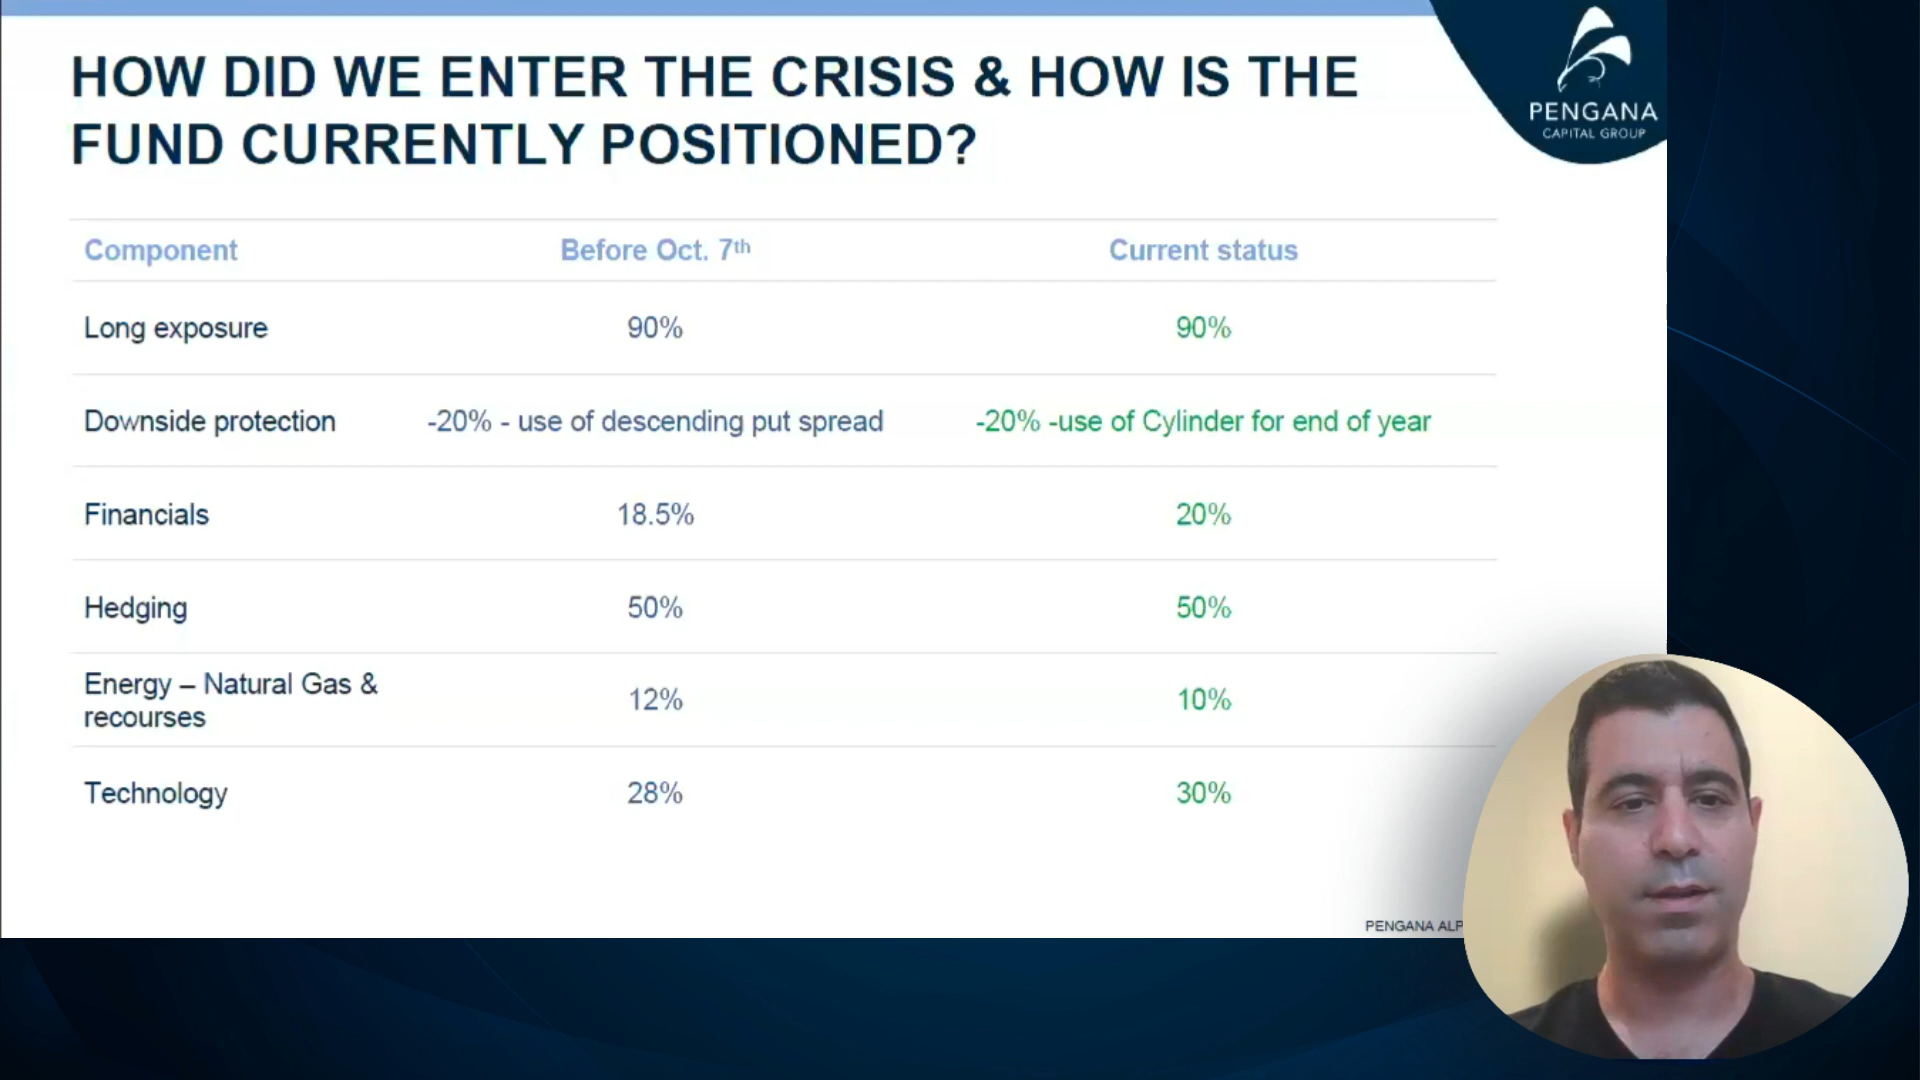 HOW DID WE ENTER THE CRISIS & HOW IS THE
FUND CURRENTLY POSITIONED?
PENGANA
CAPITAL GROUP
Component Before Oct. 7th Current status
Long exposure 90% 90%
Downside protection -20% - use of descending put spread -20% -use of Cylinder for end of year
Financials 18.5% 20%
Hedging 50% 50%
Energy – Natural Gas &
recourses 12% 10%
Technology 28% 30%
PENGANA ALP